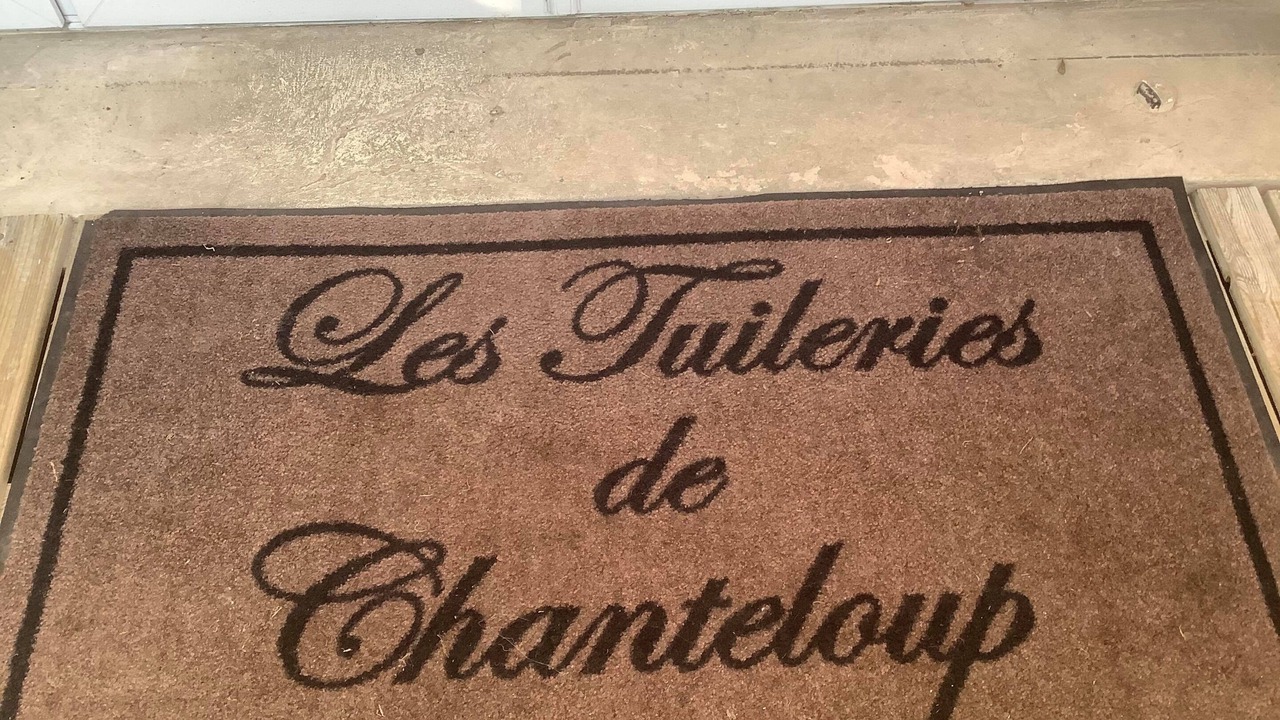 Les Tuileries
de
Chanteloup